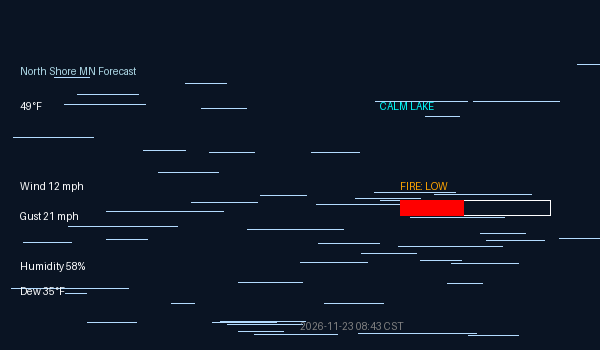 North Shore MN Forecast
49°F
CALM LAKE
Wind 12 mph
FIRE: LOW
Gust 21 mph
Humidity 58%
Dew 35°F
2026-11-23 08:43 CST